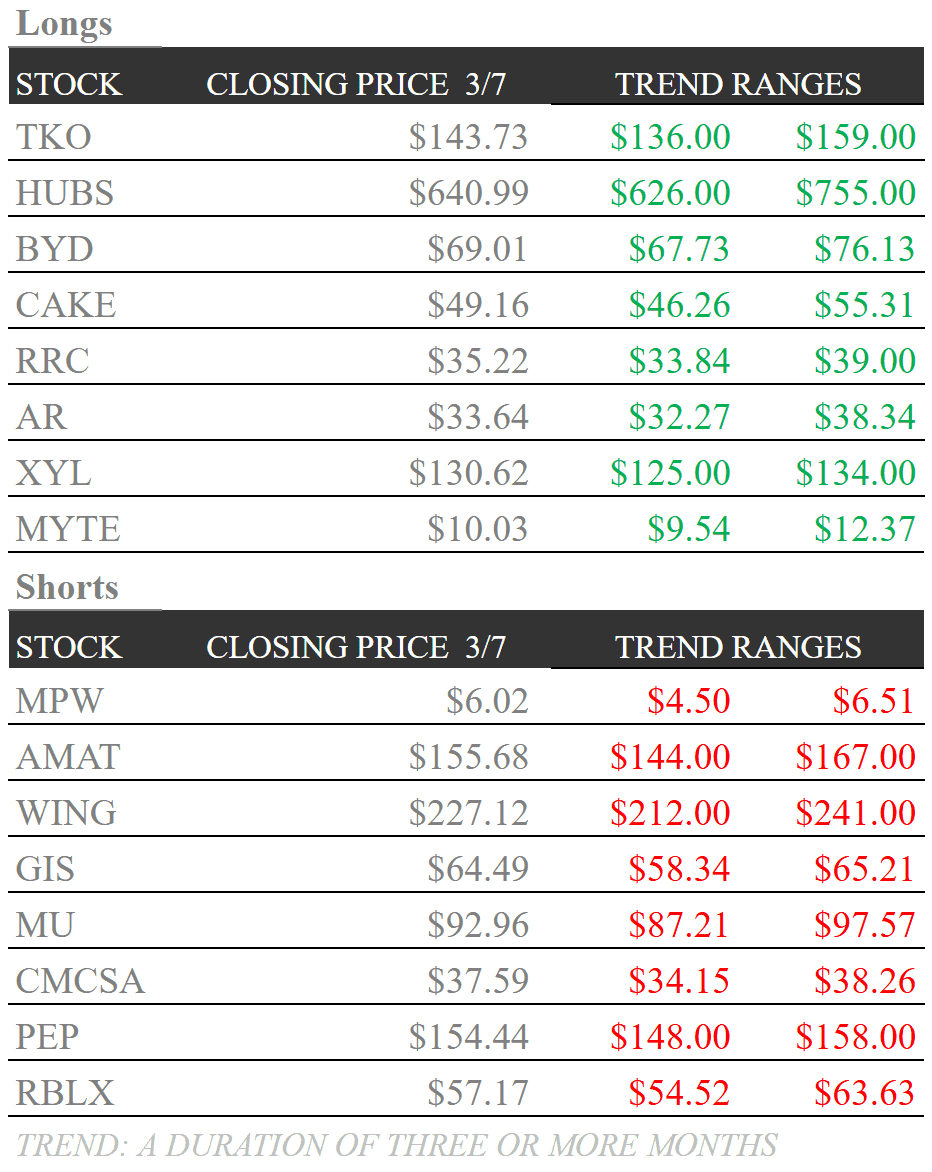 Longs
STOCK CLOSING PRICE 3/7 TREND RANGES
TKO $143.73 $136.00 $159.00
HUBS $640.99 $626.00 $755.00
BYD $69.01 $67.73 $76.13
CAKE $49.16 $46.26 $55.31
RRC $35.22 $33.84 $39.00
AR $33.64 $32.27 $38.34
XYL $130.62 $125.00 $134.00
MYTE $10.03 $9.54 $12.37
Shorts
STOCK CLOSING PRICE 3/7 TREND RANGES
MPW $6.02 $4.50 $6.51
AMAT $155.68 $144.00 $167.00
WING $227.12 $212.00 $241.00
GIS $64.49 $58.34 $65.21
MU $92.96 $87.21 $97.57
CMCSA $37.59 $34.15 $38.26
PEP $154.44 $148.00 $158.00
RBLX $57.17 $54.52 $63.63
TREND: A DURATION OF THREE OR MORE MONTHS